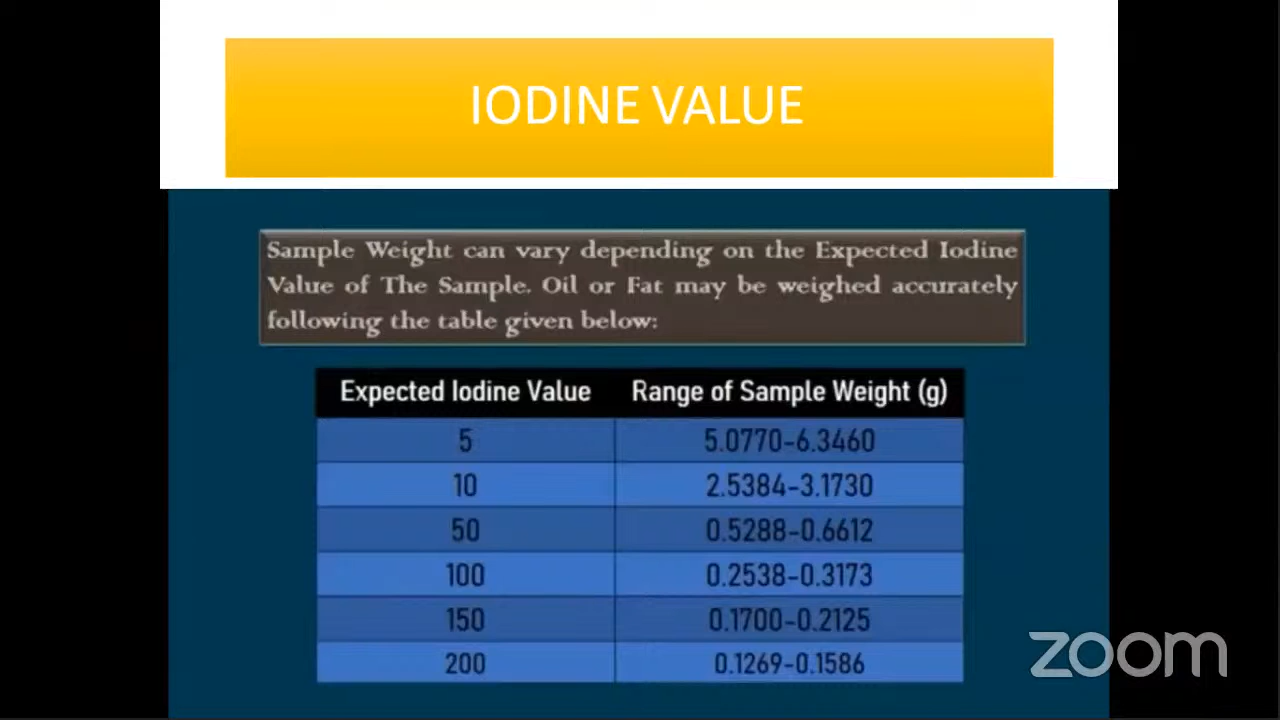 IODINE VALUE
Sample Weight can vary depending on the Expected Iodine
Value of The Sample. Oil or Fat may be weighed accurately
following the table given below:
Expected Iodine Value Range of Sample Weight (g)
5 5.0770-6.3460
10 2.5384-3.1730
50 0.5288-0.6612
100 0.2538-0.3173
150 0.1700-0.2125
200 0.1269-0.1586
zoom